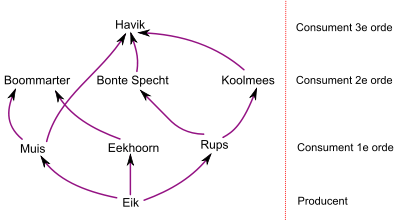 Havik
Consument 3e orde
Boommarter
Bonte Specht
Koolmees
Consument 2e orde
Muis
Eekhoorn
Rups
Consument 1e orde
Eik
Producent